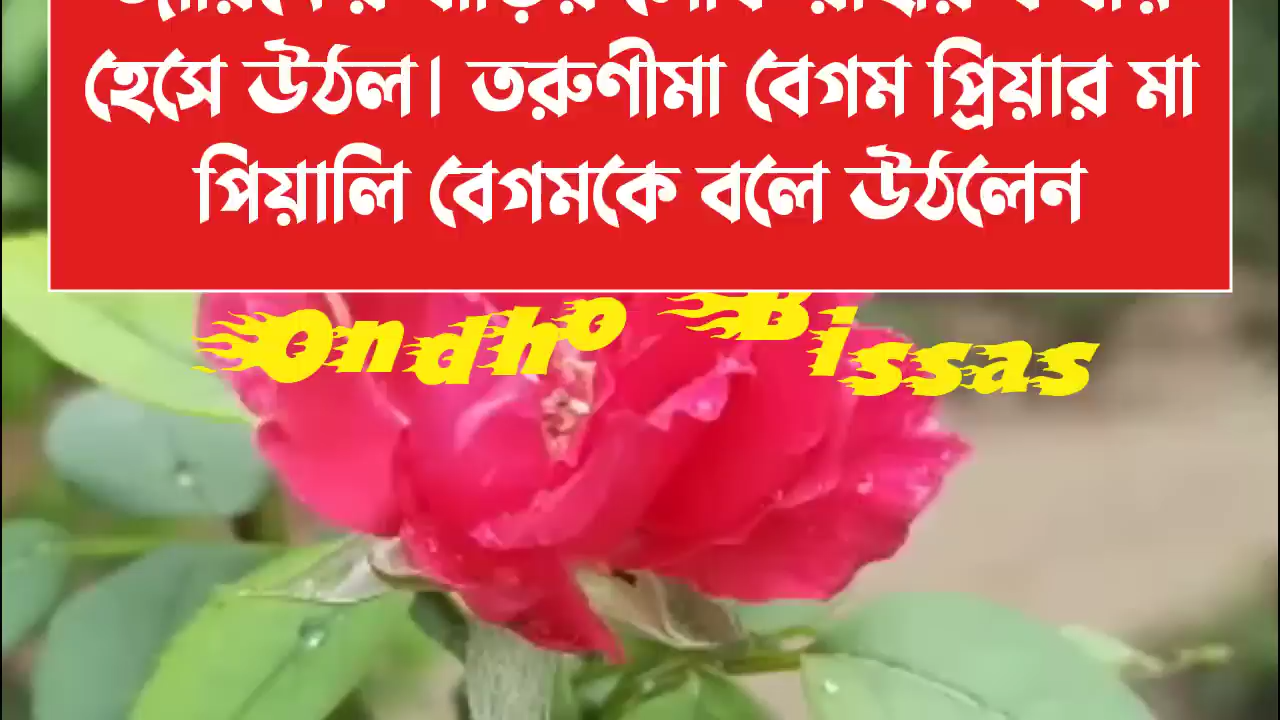 হেসে উঠল। তরুণীমা বেগম প্রিয়ার মা
পিয়ালি বেগমকে বলে উঠলেন
Ondho Bissas